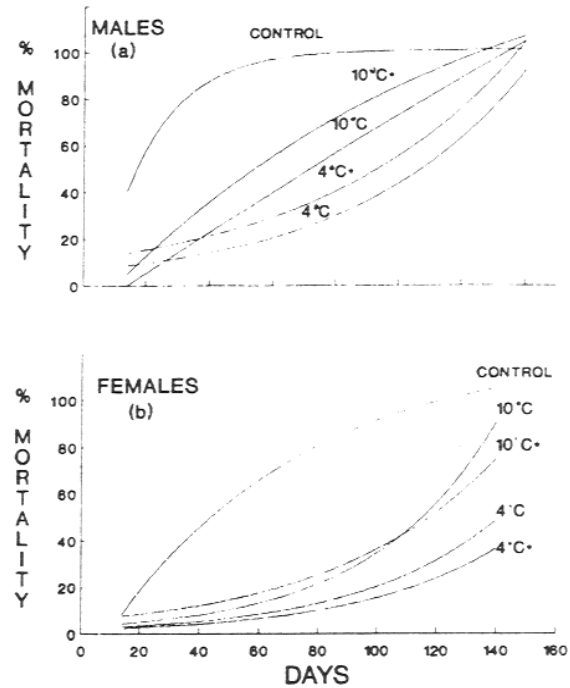 % MORTALITY
MALES
(a)
CONTROL
100
80
60
40
20
0
10°C*
10°C
4°C*
4°C
% MORTALITY
FEMALES
(b)
CONTROL
100
80
60
40
20
0
10°C
10°C*
4°C
4°C*
0 20 40 60 80 100 120 140 160
DAYS